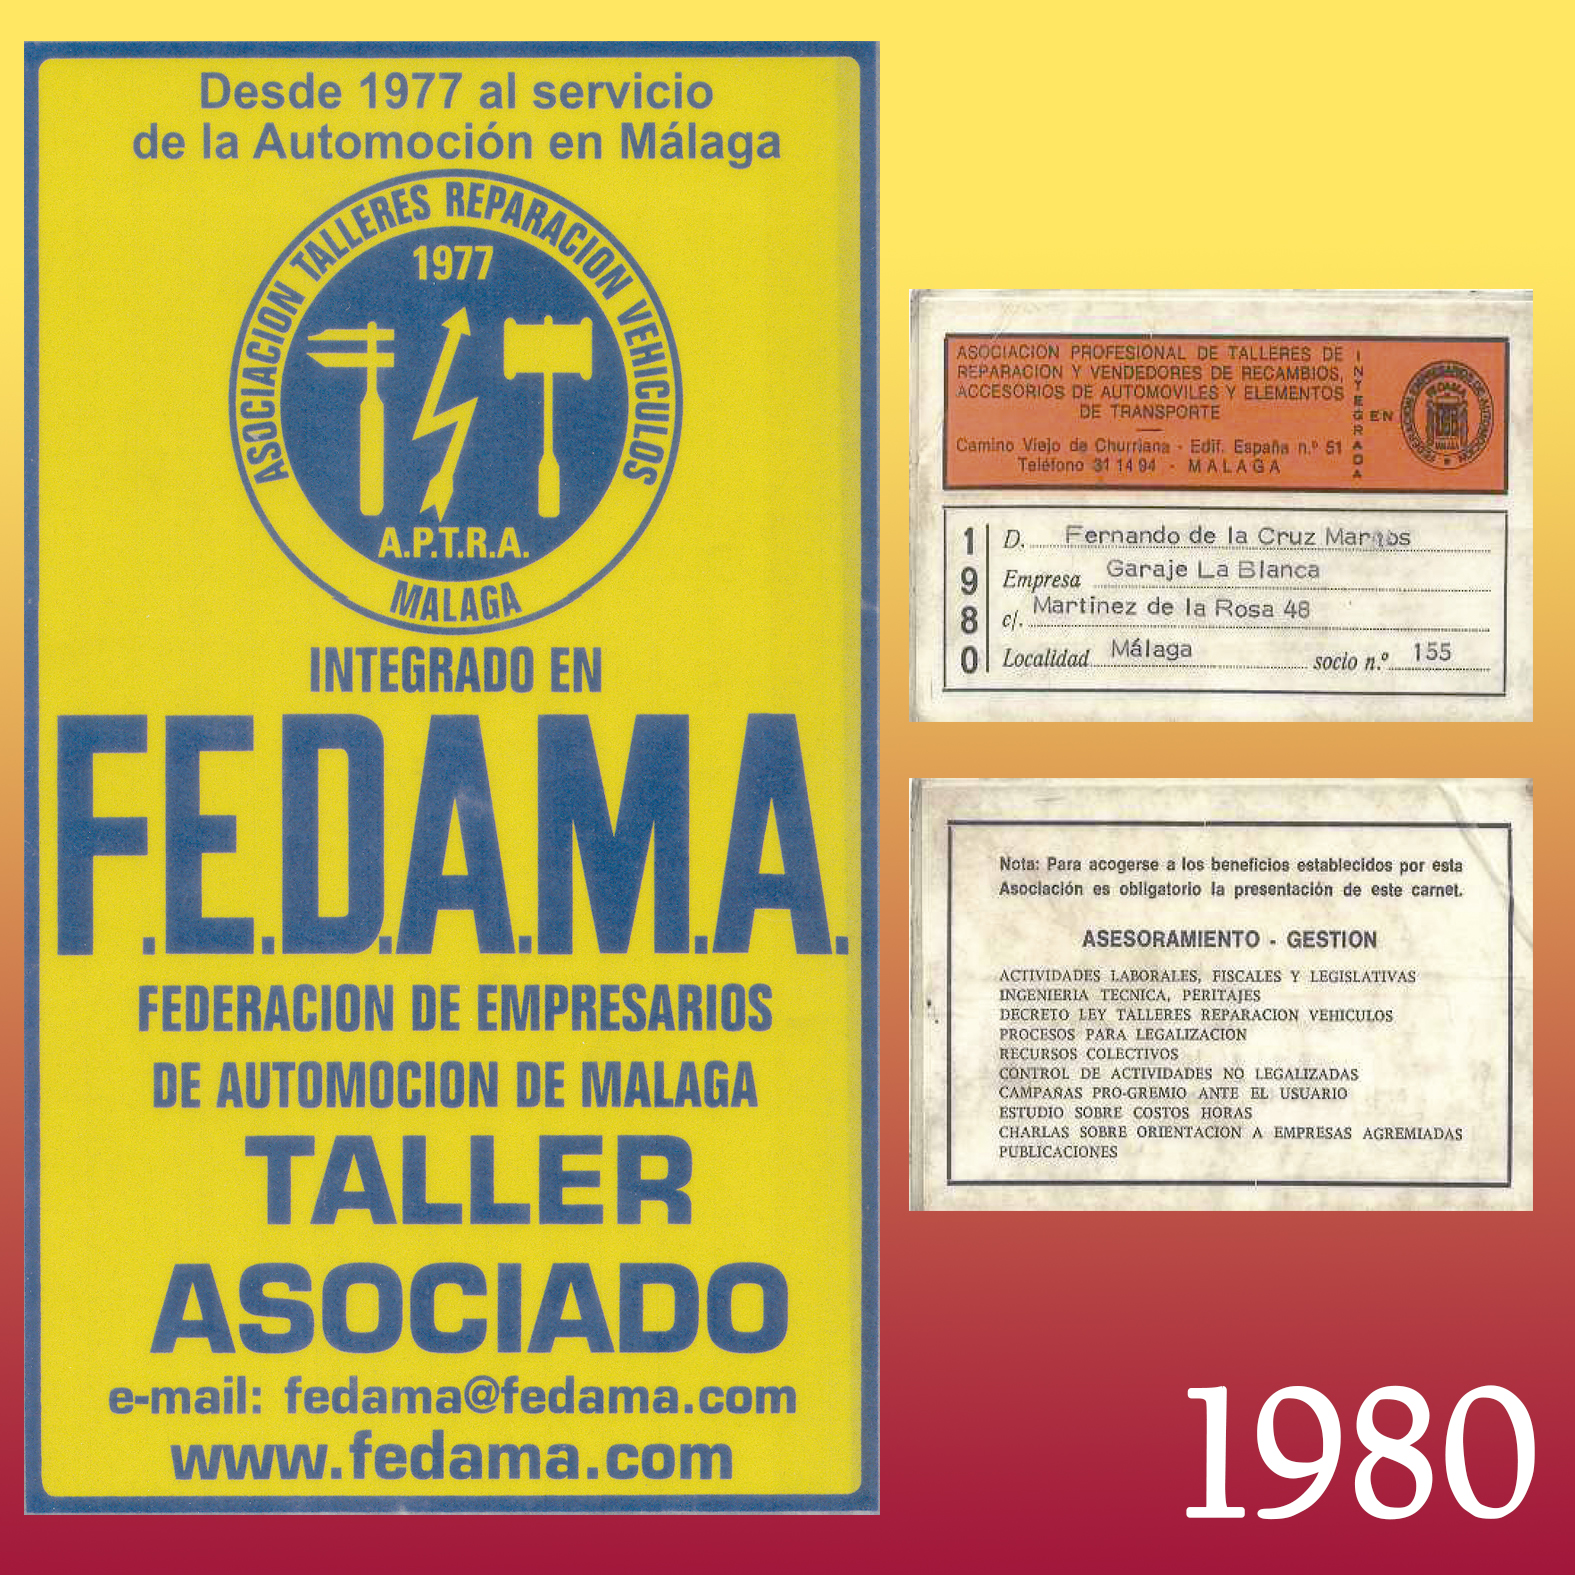 Desde 1977 al servicio
de la Automoción en Málaga
ASOCIACION TALLERES REPARACION VEHICULOS
1977
A.P.T.R.A.
MALAGA
INTEGRADO EN
F.E.D.A.M.A.
FEDERACION DE EMPRESARIOS
DE AUTOMOCION DE MALAGA
TALLER
ASOCIADO
e-mail: fedama@fedama.com
www.fedama.com
ASOCIACION PROFESIONAL DE TALLERES DE
REPARACION Y VENDEDORES DE RECAMBIOS,
ACCESORIOS DE AUTOMOVILES Y ELEMENTOS
DE TRANSPORTE
Camino Viejo de Churriana - Edif. España n.º 51
Teléfono 31 14 94 - MALAGA
INTEGRADA
EN
FEDERACION EMPRESARIOS DE AUTOMOCION
FEDAMA
MALAGA
1980
D. Fernando de la Cruz Martos
Empresa Garaje La Blanca
c/. Martinez de la Rosa 48
Localidad Málaga socio n.º 155
Nota: Para acogerse a los beneficios establecidos por esta
Asociación es obligatorio la presentación de este carnet.
ASESORAMIENTO - GESTION
ACTIVIDADES LABORALES, FISCALES Y LEGISLATIVAS
INGENIERIA TECNICA, PERITAJES
DECRETO LEY TALLERES REPARACION VEHICULOS
PROCESOS PARA LEGALIZACION
RECURSOS COLECTIVOS
CONTROL DE ACTIVIDADES NO LEGALIZADAS
CAMPAÑAS PRO-GREMIO ANTE EL USUARIO
ESTUDIO SOBRE COSTOS HORAS
CHARLAS SOBRE ORIENTACION A EMPRESAS AGREMIADAS
PUBLICACIONES
1980